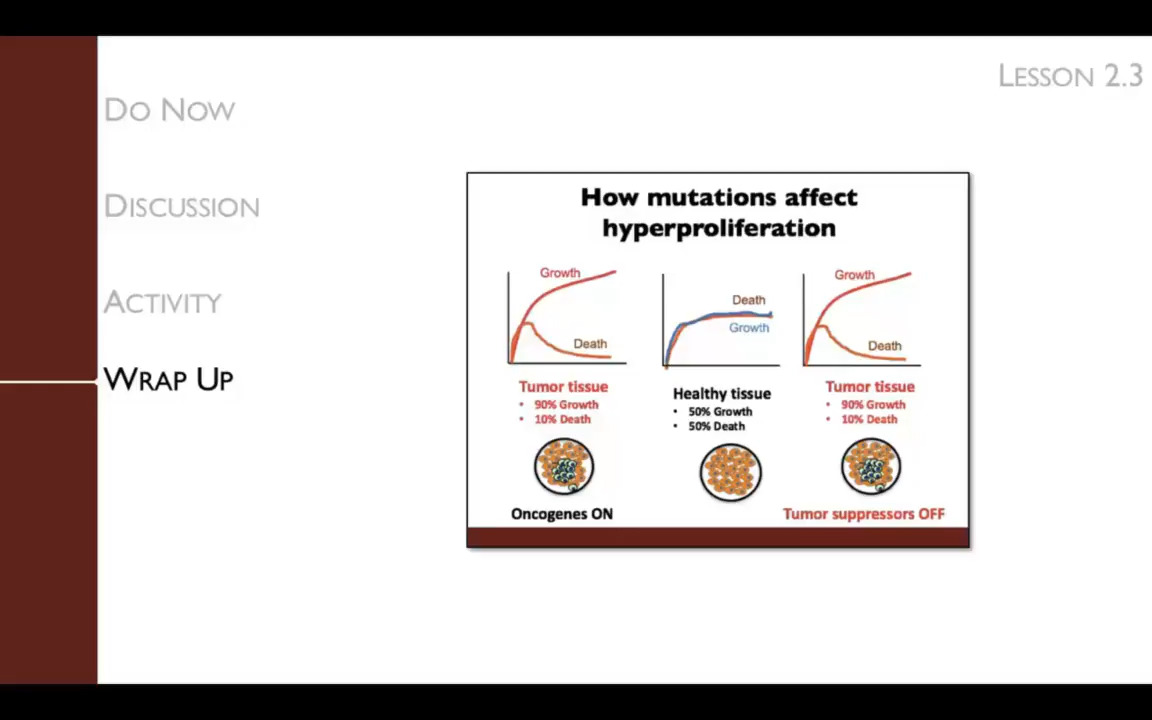 LESSON 2.3
DO NOW
DISCUSSION
ACTIVITY
WRAP UP
How mutations affect
hyperproliferation
Growth
Death
Tumor tissue
• 90% Growth
• 10% Death
Oncogenes ON
Death
Growth
Healthy tissue
• 50% Growth
• 50% Death
Growth
Death
Tumor tissue
• 90% Growth
• 10% Death
Tumor suppressors OFF